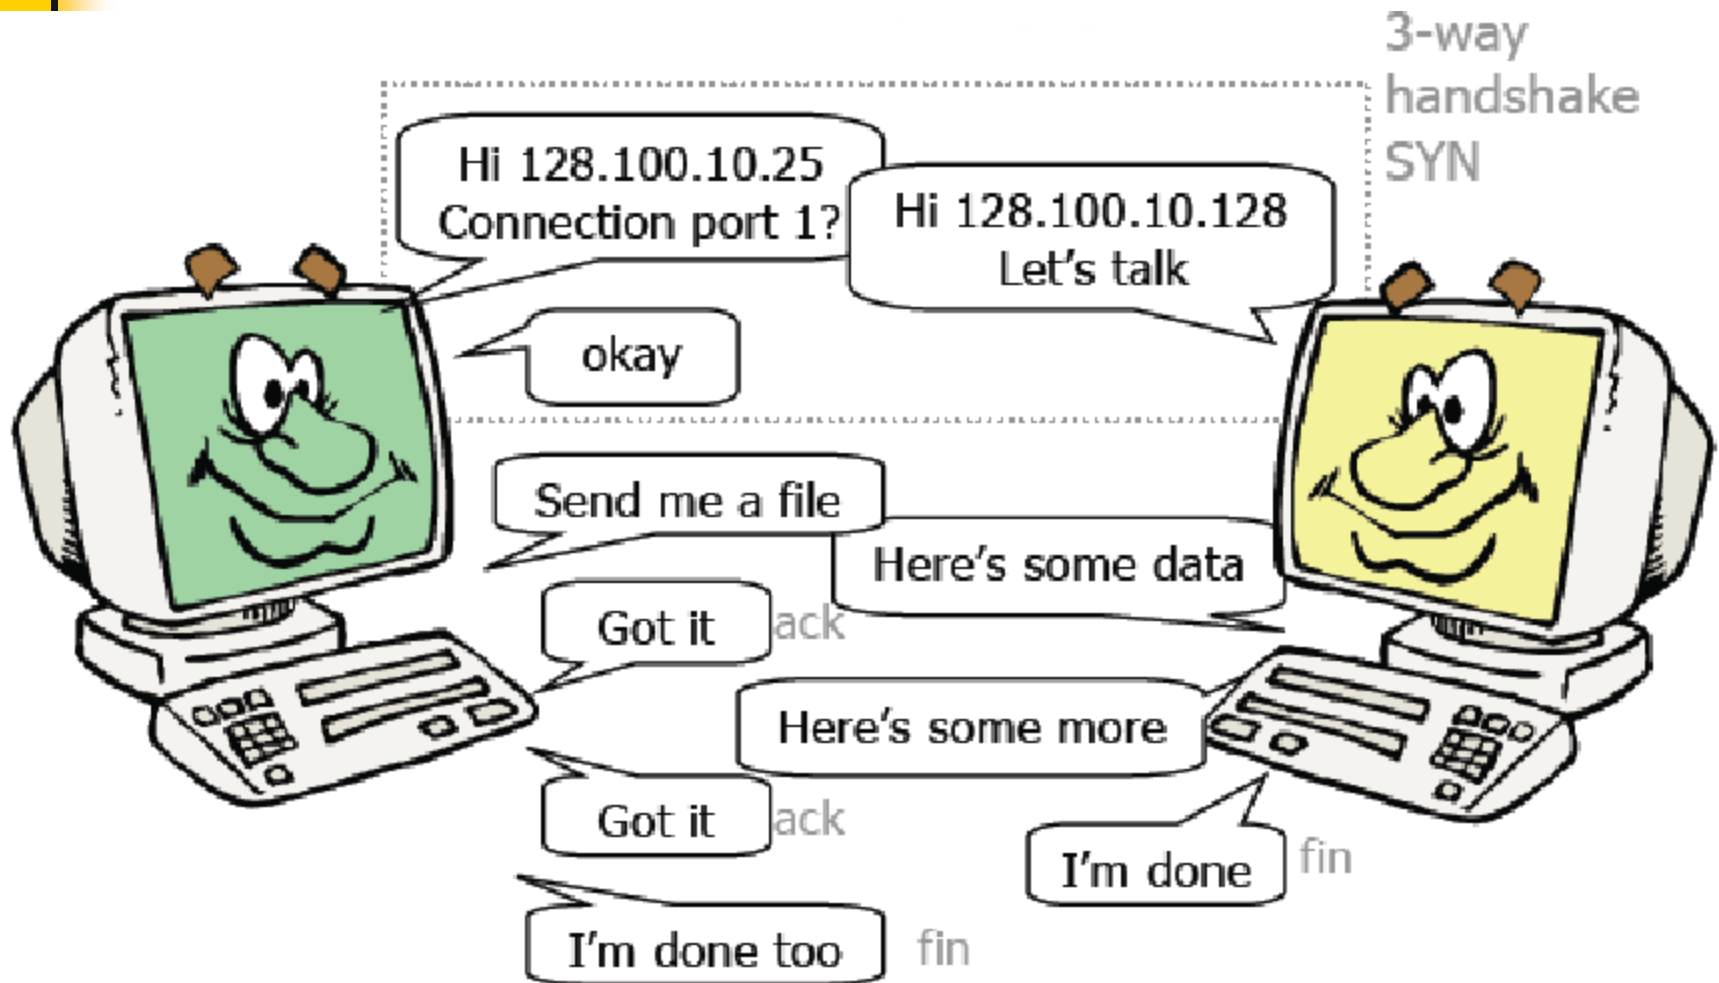 3-way
handshake
SYN
Hi 128.100.10.25
Connection port 1?
Hi 128.100.10.128
Let's talk
okay
Send me a file
Here's some data
Got it
ack
Here's some more
Got it
ack
I'm done
fin
I'm done too
fin